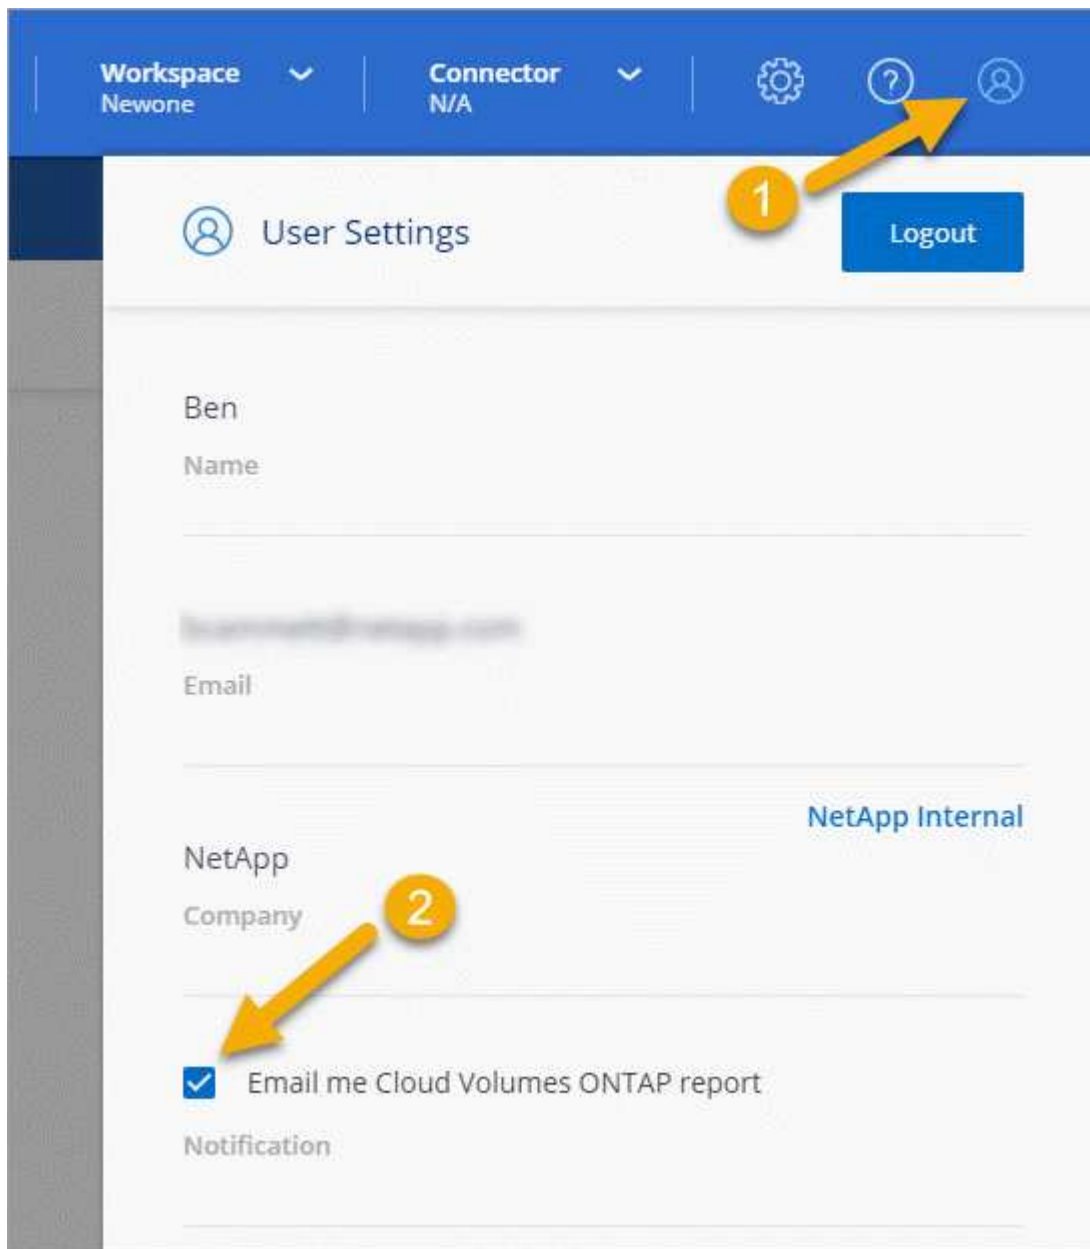 Workspace
Newone
Connector
N/A
1
User Settings
Logout
Ben
Name
Email
NetApp Internal
NetApp
Company
2
Email me Cloud Volumes ONTAP report
Notification